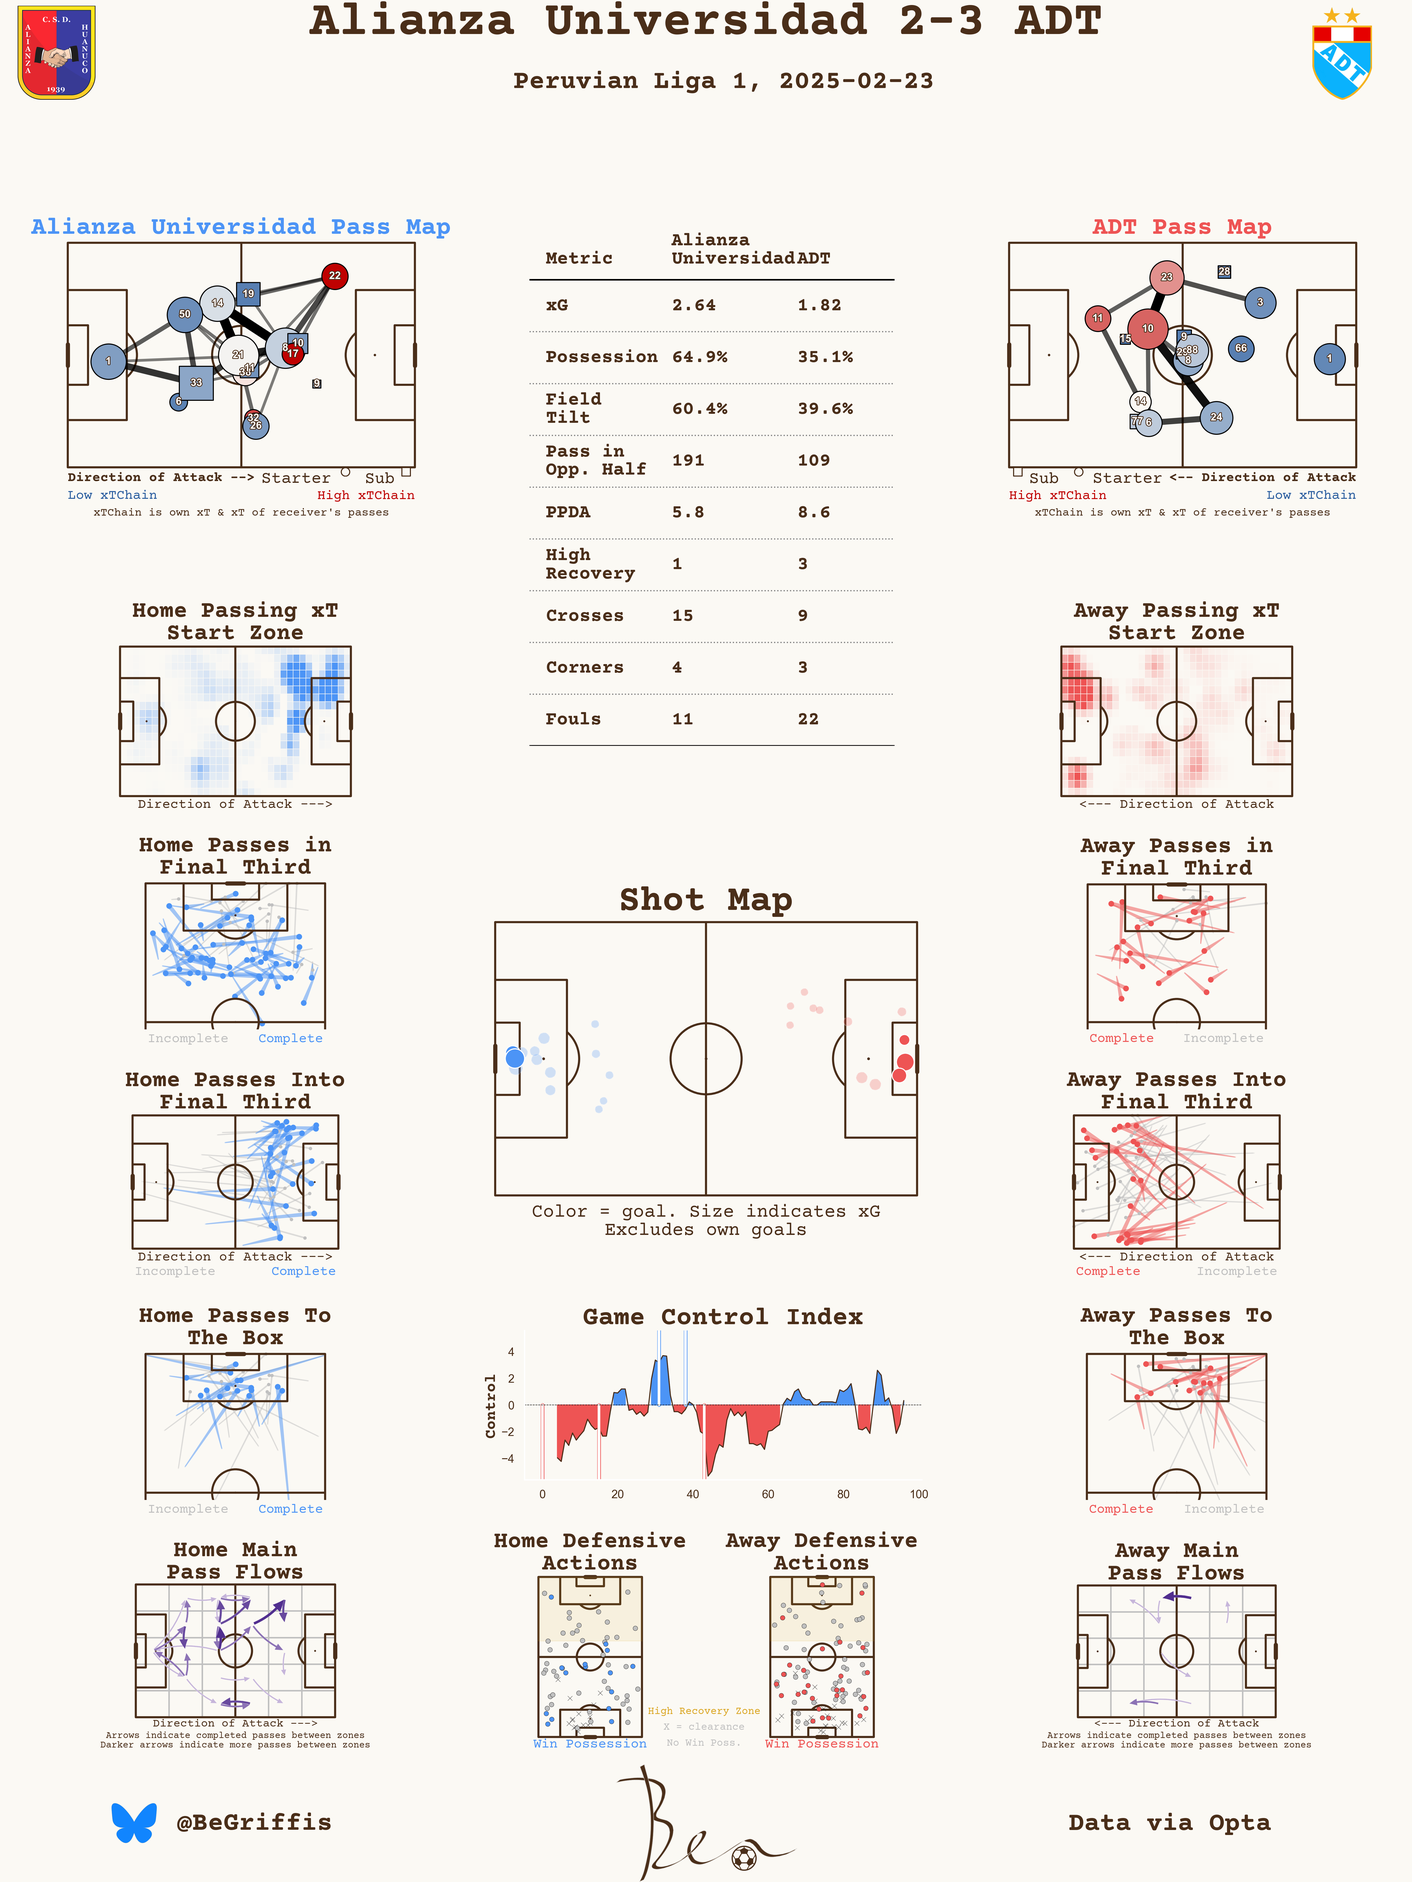 Alianza Universidad 2-3 ADT
Peruvian Liga 1, 2025-02-23
C. S. D.
ALIANZA
HUANUCO
1939
ADT
Alianza Universidad Pass Map
22
19
14
50
10
8
17
21
1
11
33
9
6
32
26
Direction of Attack --> Starter Sub
Low xTChain High xTChain
xTChain is own xT & xT of receiver's passes
Metric Alianza Universidad ADT
xG 2.64 1.82
Possession 64.9% 35.1%
Field Tilt 60.4% 39.6%
Pass in Opp. Half 191 109
PPDA 5.8 8.6
High Recovery 1 3
Crosses 15 9
Corners 4 3
Fouls 11 22
ADT Pass Map
28
23
3
11
10
15
9
88
29
8
66
1
14
77
6
24
Sub Starter <-- Direction of Attack
High xTChain Low xTChain
xTChain is own xT & xT of receiver's passes
Home Passing xT
Start Zone
Direction of Attack --->
Away Passing xT
Start Zone
<--- Direction of Attack
Home Passes in
Final Third
Incomplete Complete
Away Passes in
Final Third
Complete Incomplete
Shot Map
Color = goal. Size indicates xG
Excludes own goals
Home Passes Into
Final Third
Direction of Attack --->
Incomplete Complete
Away Passes Into
Final Third
<--- Direction of Attack
Complete Incomplete
Home Passes To
The Box
Incomplete Complete
Game Control Index
Control
4
2
0
−2
−4
0 20 40 60 80 100
Away Passes To
The Box
Complete Incomplete
Home Main
Pass Flows
Direction of Attack --->
Arrows indicate completed passes between zones
Darker arrows indicate more passes between zones
Home Defensive
Actions
Win Possession
Away Defensive
Actions
Win Possession
High Recovery Zone
X = clearance
No Win Poss.
Away Main
Pass Flows
<--- Direction of Attack
Arrows indicate completed passes between zones
Darker arrows indicate more passes between zones
@BeGriffis
Ben
Data via Opta